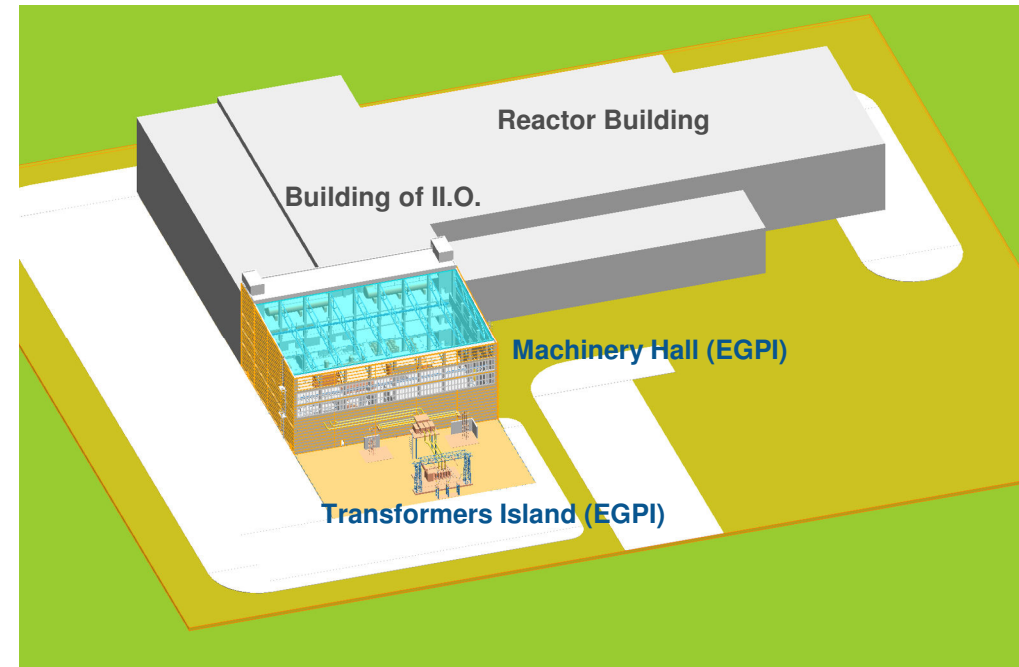 Reactor Building
Building of II.O.
Machinery Hall (EGPI)
Transformers Island (EGPI)